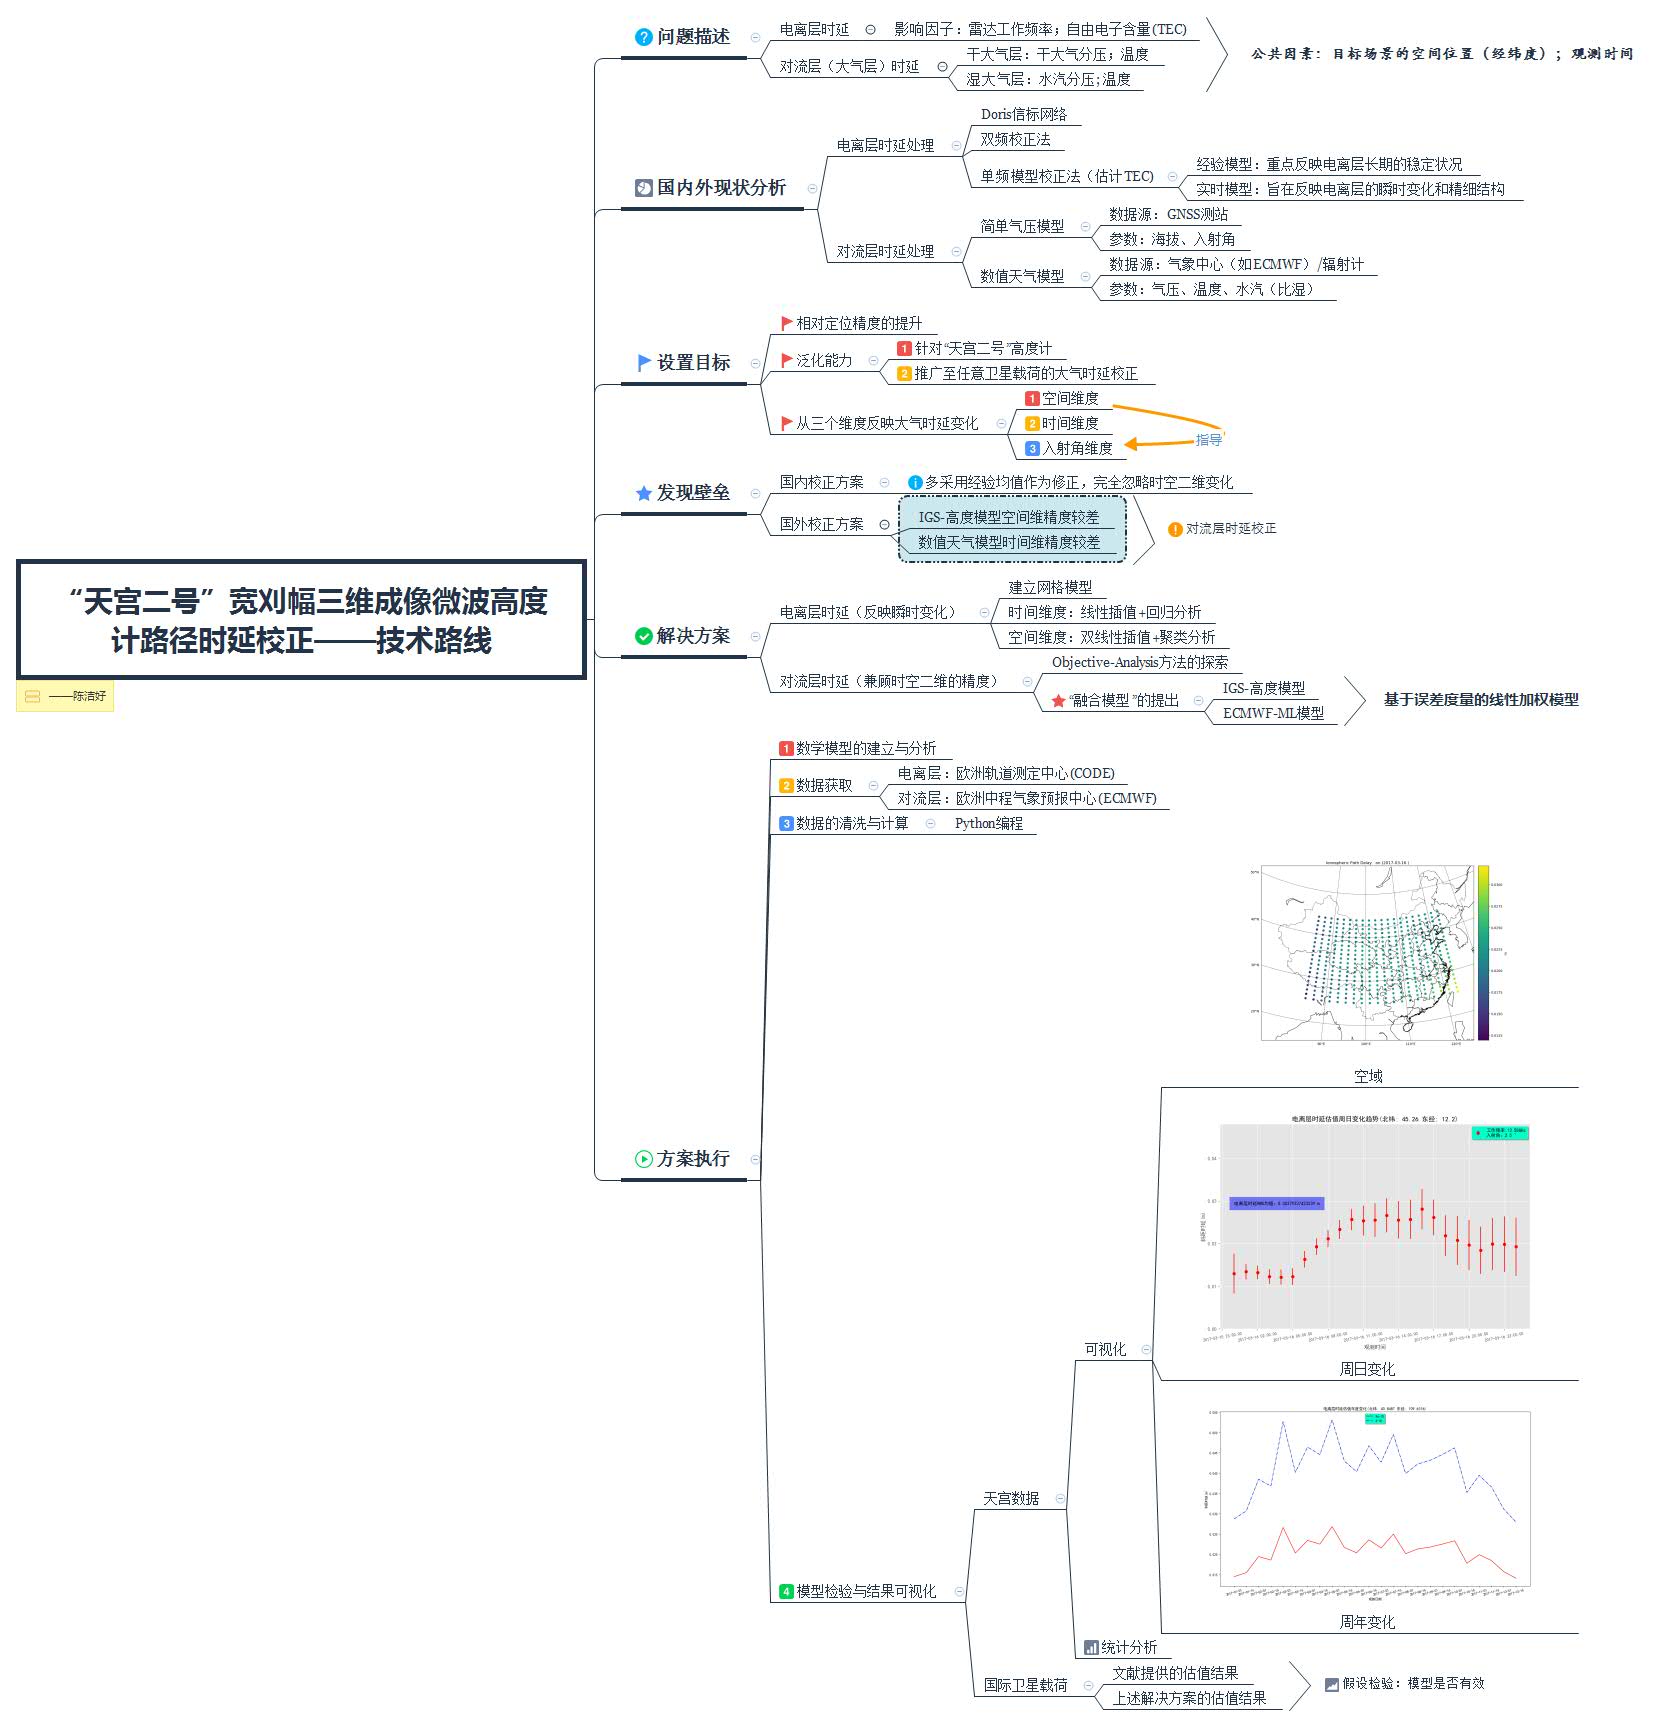 “天宫二号”宽刈幅三维成像微波高度
计路径时延校正——技术路线
——陈洁好
问题描述
电离层时延
影响因子：雷达工作频率；自由电子含量(TEC)
对流层（大气层）时延
干大气层：干大气分压；温度
湿大气层：水汽分压;温度
公共因素：目标场景的空间位置（经纬度）；观测时间
国内外现状分析
电离层时延处理
Doris信标网络
双频校正法
单频模型校正法（估计TEC)
经验模型：重点反映电离层长期的稳定状况
实时模型：旨在反映电离层的瞬时变化和精细结构
对流层时延处理
简单气压模型
数据源：GNSS测站
参数：海拔、入射角
数值天气模型
数据源：气象中心（如ECMWF）/辐射计
参数：气压、温度、水汽（比湿）
设置目标
相对定位精度的提升
泛化能力
1 针对“天宫二号”高度计
2 推广至任意卫星载荷的大气时延校正
从三个维度反映大气时延变化
1 空间维度
2 时间维度
3 入射角维度
指导
发现壁垒
国内校正方案
多采用经验均值作为修正，完全忽略时空二维变化
国外校正方案
IGS-高度模型空间维精度较差
数值天气模型时间维精度较差
对流层时延校正
解决方案
电离层时延（反映瞬时变化）
建立网格模型
时间维度：线性插值+回归分析
空间维度：双线性插值+聚类分析
对流层时延（兼顾时空二维的精度）
Objective-Analysis方法的探索
“融合模型”的提出
IGS-高度模型
ECMWF-ML模型
基于误差度量的线性加权模型
方案执行
1 数学模型的建立与分析
2 数据获取
电离层：欧洲轨道测定中心(CODE)
对流层：欧洲中程气象预报中心(ECMWF)
3 数据的清洗与计算
Python编程
4 模型检验与结果可视化
天宫数据
可视化
空域
电离层时延估值周日变化趋势(北纬: 45.26 东经: 12.2)
观测时间
周日变化
周年变化
统计分析
国际卫星载荷
文献提供的估值结果
上述解决方案的估值结果
假设检验：模型是否有效